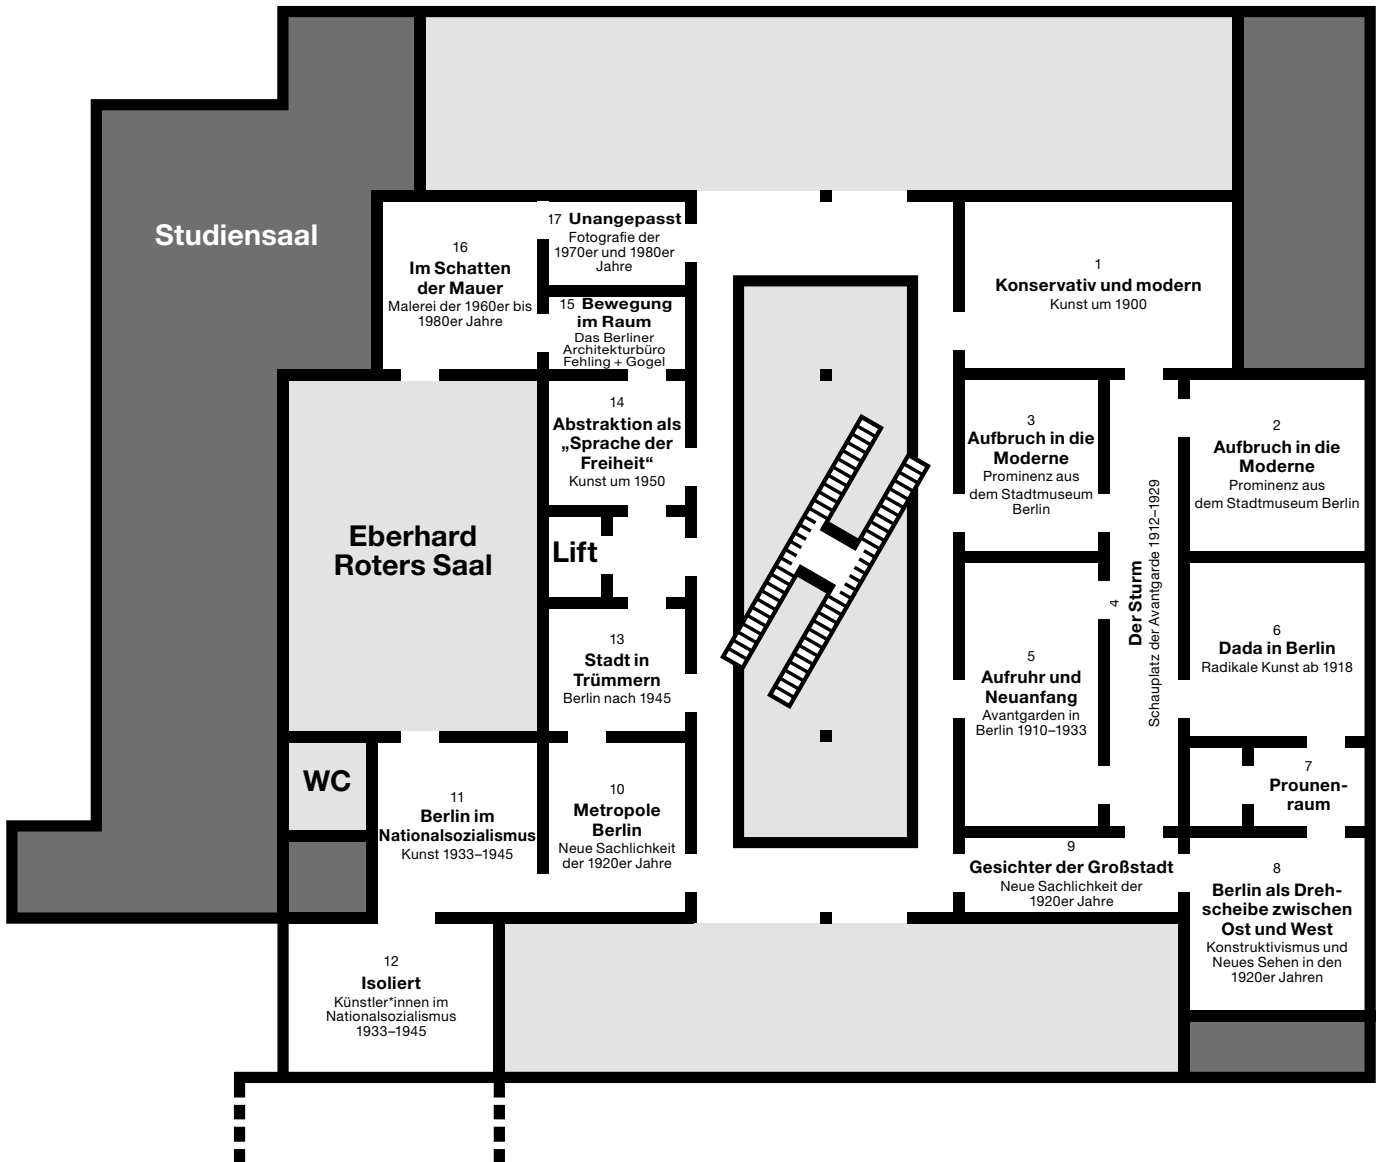 Studiensaal
16
Im Schatten
der Mauer
Malerei der 1960er bis
1980er Jahre
17 Unangepasst
Fotografie der
1970er und 1980er
Jahre
15 Bewegung
im Raum
Das Berliner
Architekturbüro
Fehling + Gogel
14
Abstraktion als
„Sprache der
Freiheit“
Kunst um 1950
Eberhard
Roters Saal
Lift
13
Stadt in
Trümmern
Berlin nach 1945
WC
11
Berlin im
Nationalsozialismus
Kunst 1933–1945
10
Metropole
Berlin
Neue Sachlichkeit
der 1920er Jahre
12
Isoliert
Künstler*innen im
Nationalsozialismus
1933–1945
1
Konservativ und modern
Kunst um 1900
3
Aufbruch in die
Moderne
Prominenz aus
dem Stadtmuseum
Berlin
2
Aufbruch in die
Moderne
Prominenz aus
dem Stadtmuseum Berlin
4
Der Sturm
Schauplatz der Avantgarde 1912–1929
5
Aufruhr und
Neuanfang
Avantgarden in
Berlin 1910–1933
6
Dada in Berlin
Radikale Kunst ab 1918
7
Prounen-
raum
9
Gesichter der Großstadt
Neue Sachlichkeit der
1920er Jahre
8
Berlin als Dreh-
scheibe zwischen
Ost und West
Konstruktivismus und
Neues Sehen in den
1920er Jahren